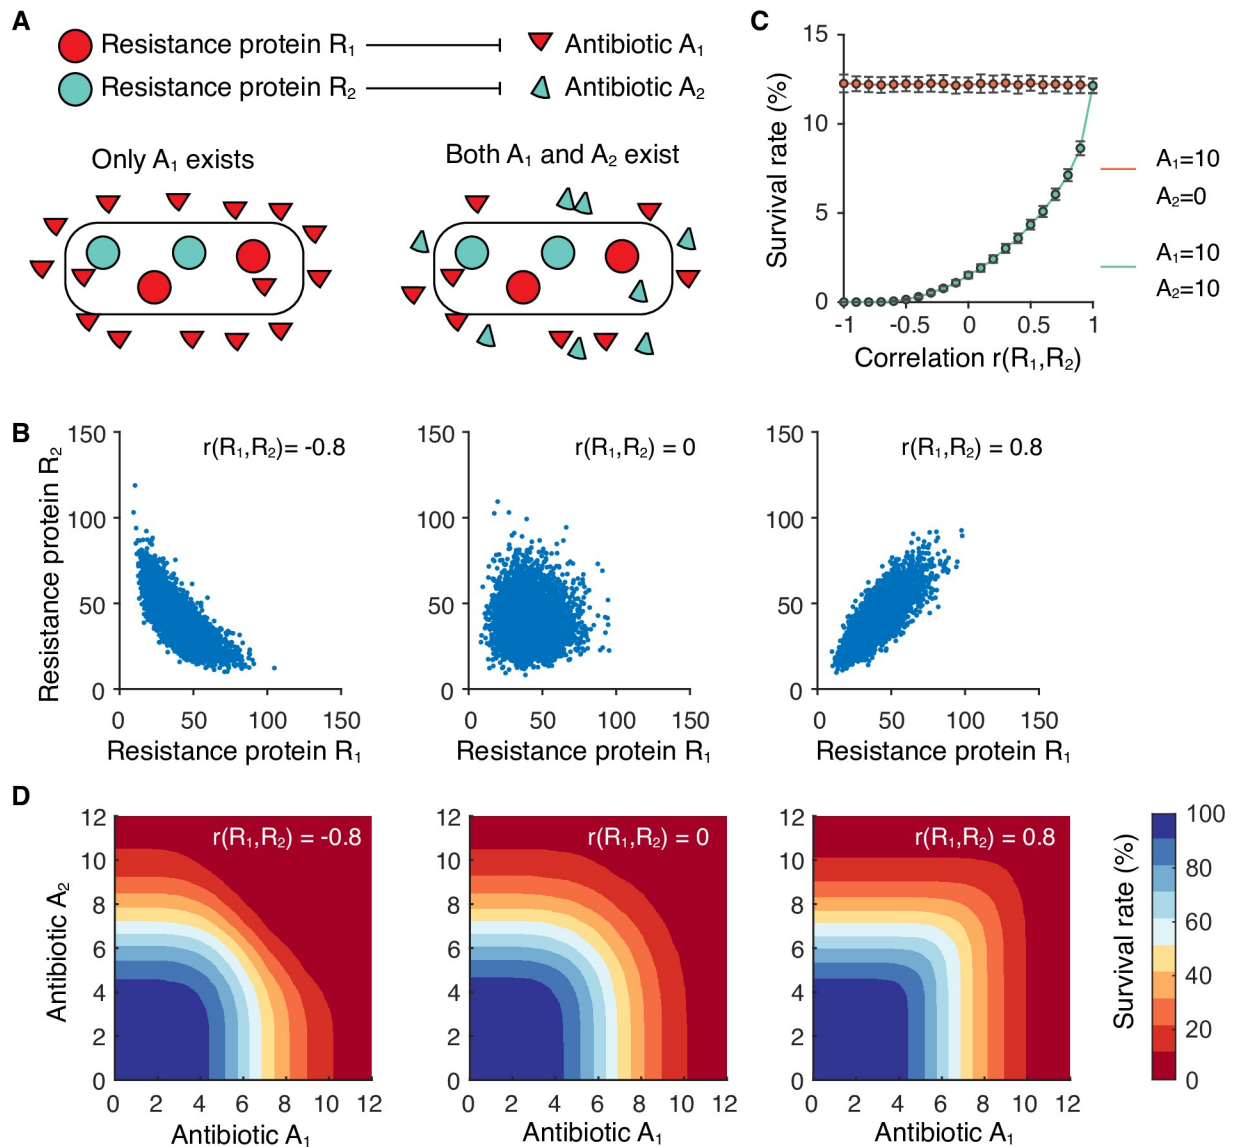 A
Resistance protein R₁
Antibiotic A₁
Resistance protein R₂
Antibiotic A₂
Only A₁ exists
Both A₁ and A₂ exist
C
15
10
5
0
Survival rate (%)
-1
-0.5
0
0.5
1
Correlation r(R₁,R₂)
A₁=10
A₂=0
A₁=10
A₂=10
B
Resistance protein R₂
150
100
50
0
r(R₁,R₂)= -0.8
0
50
100
150
Resistance protein R₁
150
100
50
0
r(R₁,R₂) = 0
0
50
100
150
Resistance protein R₁
150
100
50
0
r(R₁,R₂) = 0.8
0
50
100
150
Resistance protein R₁
D
Antibiotic A₂
12
10
8
6
4
2
0
r(R₁,R₂) = -0.8
0 2 4 6 8 10 12
Antibiotic A₁
12
10
8
6
4
2
0
r(R₁,R₂) = 0
0 2 4 6 8 10 12
Antibiotic A₁
12
10
8
6
4
2
0
r(R₁,R₂) = 0.8
0 2 4 6 8 10 12
Antibiotic A₁
Survival rate (%)
100
80
60
40
20
0